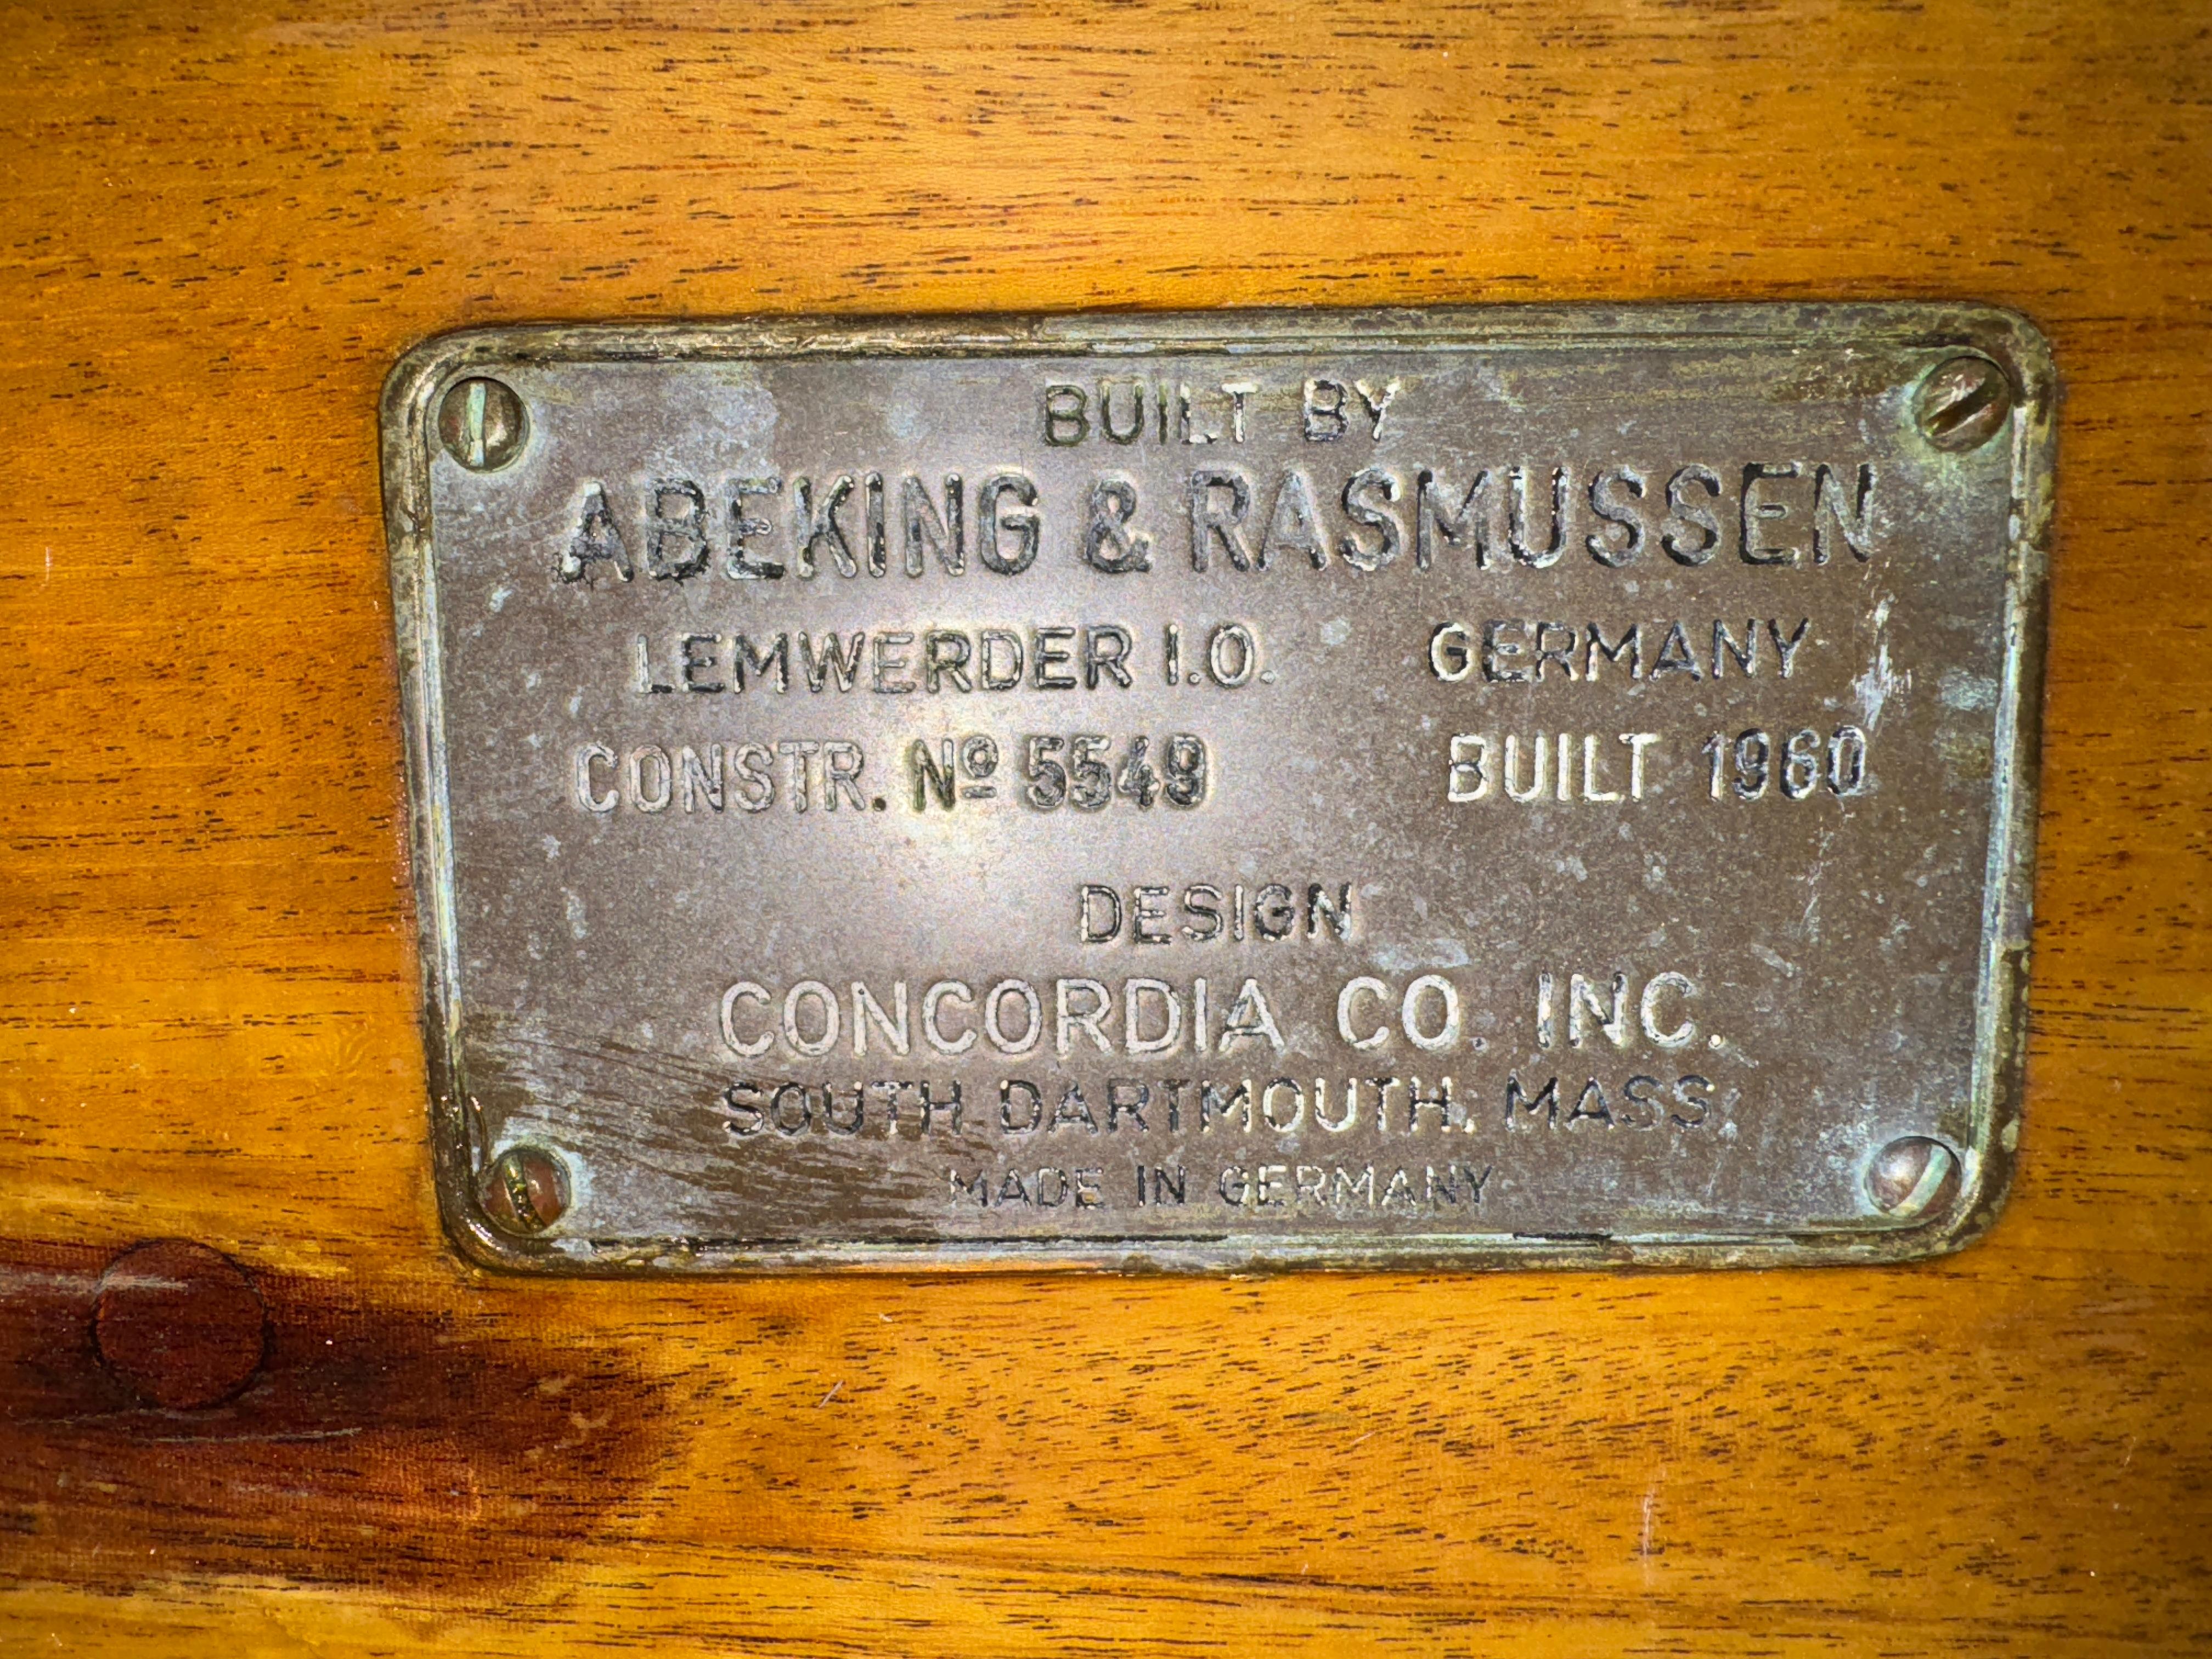 BUILT BY
ABEKING & RASMUSSEN
LEMWERDER I.O. GERMANY
CONSTR. Nº 5549 BUILT 1960
DESIGN
CONCORDIA CO. INC.
SOUTH DARTMOUTH. MASS.
MADE IN GERMANY